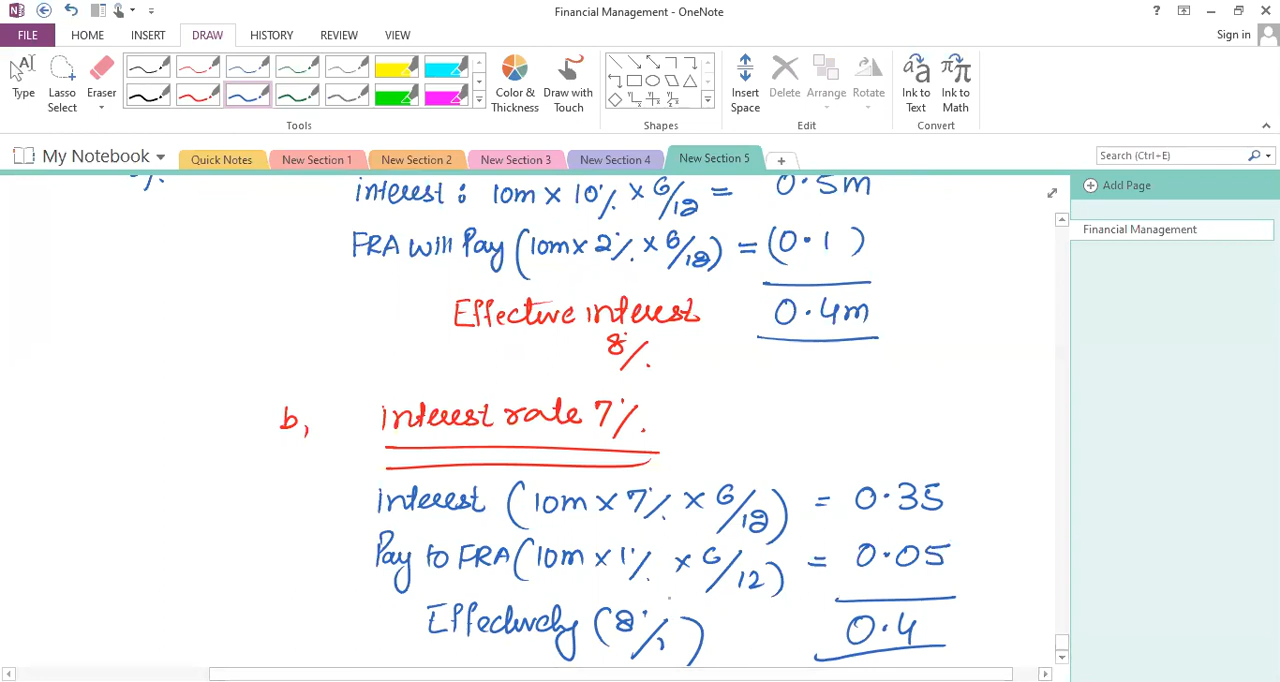 Financial Management - OneNote
?
FILE HOME INSERT DRAW HISTORY REVIEW VIEW
Sign in
Type
Lasso Select
Eraser
Color & Thickness
Draw with Touch
Insert Space
Delete
Arrange
Rotate
Ink to Text
Ink to Math
Tools Shapes Edit Convert
My Notebook Quick Notes New Section 1 New Section 2 New Section 3 New Section 4 New Section 5
Search (Ctrl+E)
Add Page
Financial Management
interest : 10m x 10% x 6/12 = 0.5m
FRA will Pay (10m x 2% x 6/12) = (0.1)
Effective interest 0.4m
8%
b, interest rate 7%.
interest (10m x 7% x 6/12) = 0.35
Pay to FRA (10m x 1% x 6/12) = 0.05
Effectively (8%) 0.4